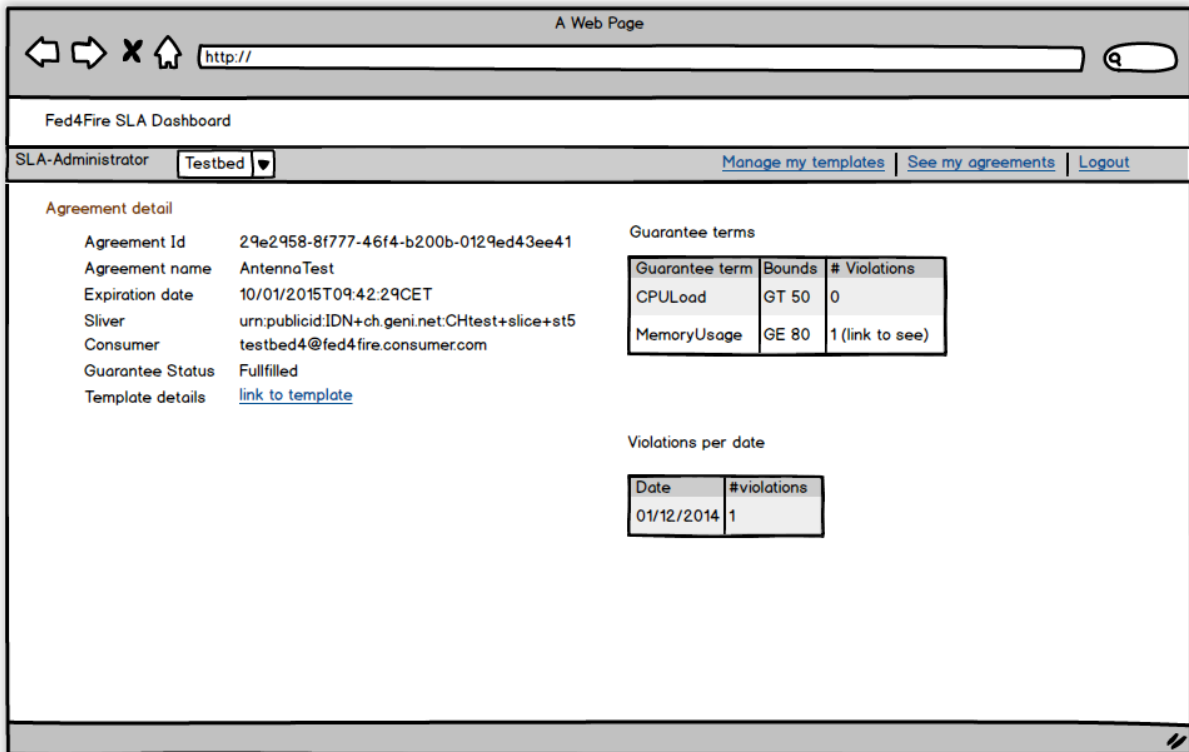 A Web Page
http://
Fed4Fire SLA Dashboard
SLA-Administrator Testbed Manage my templates See my agreements Logout
Agreement detail
Agreement Id 29e2958-8f777-46f4-b200b-0129ed43ee41
Agreement name AntennaTest
Expiration date 10/01/2015T09:42:29CET
Sliver urn:publicid:IDN+ch.geni.net:CHtest+slice+st5
Consumer testbed4@fed4fire.consumer.com
Guarantee Status Fullfilled
Template details link to template
Guarantee terms
Guarantee term Bounds # Violations
CPULoad GT 50 0
MemoryUsage GE 80 1 (link to see)
Violations per date
Date #violations
01/12/2014 1